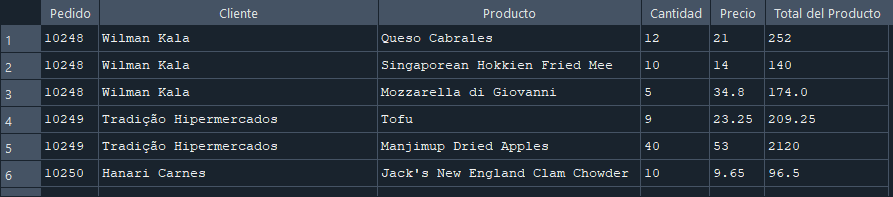 Pedido Cliente Producto Cantidad Precio Total del Producto
1 10248 Wilman Kala Queso Cabrales 12 21 252
2 10248 Wilman Kala Singaporean Hokkien Fried Mee 10 14 140
3 10248 Wilman Kala Mozzarella di Giovanni 5 34.8 174.0
4 10249 Tradição Hipermercados Tofu 9 23.25 209.25
5 10249 Tradição Hipermercados Manjimup Dried Apples 40 53 2120
6 10250 Hanari Carnes Jack's New England Clam Chowder 10 9.65 96.5